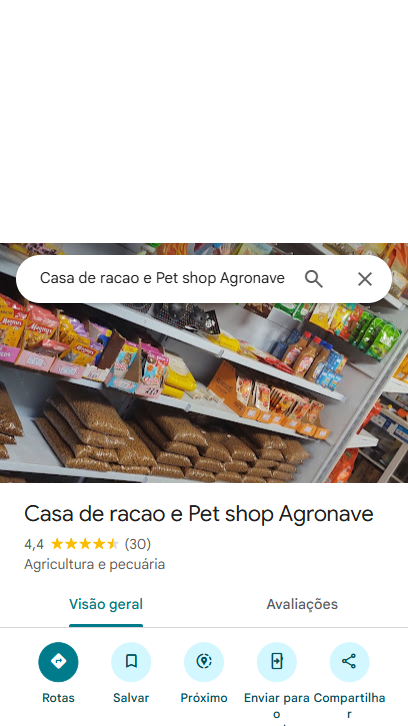 Casa de racao e Pet shop Agronave
Casa de racao e Pet shop Agronave
4,4 (30)
Agricultura e pecuária
Visão geral Avaliações
Rotas Salvar Próximo Enviar para o Compartilhar